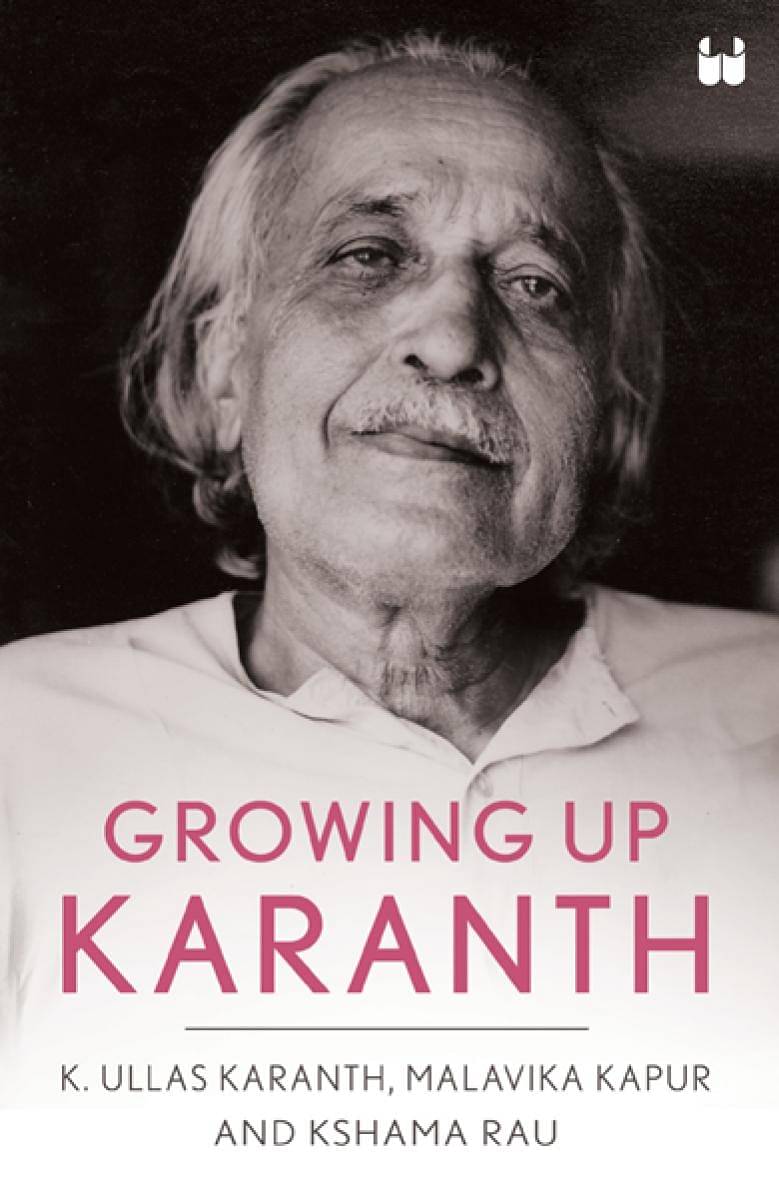 GROWING UP
KARANTH
K. ULLAS KARANTH, MALAVIKA KAPUR
AND KSHAMA RAU